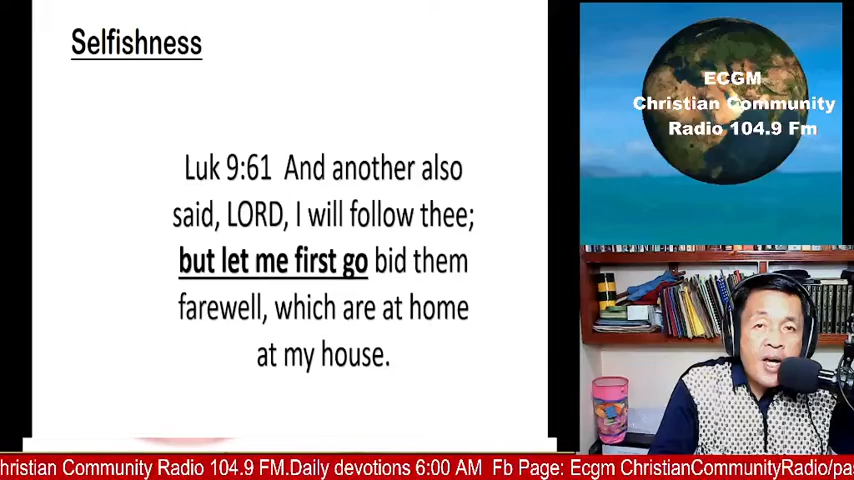 Selfishness
Luk 9:61 And another also
said, LORD, I will follow thee;
but let me first go bid them
farewell, which are at home
at my house.
ECGM
Christian Community
Radio 104.9 Fm
hristian Community Radio 104.9 FM.Daily devotions 6:00 AM Fb Page: Ecgm ChristianCommunityRadio/pas